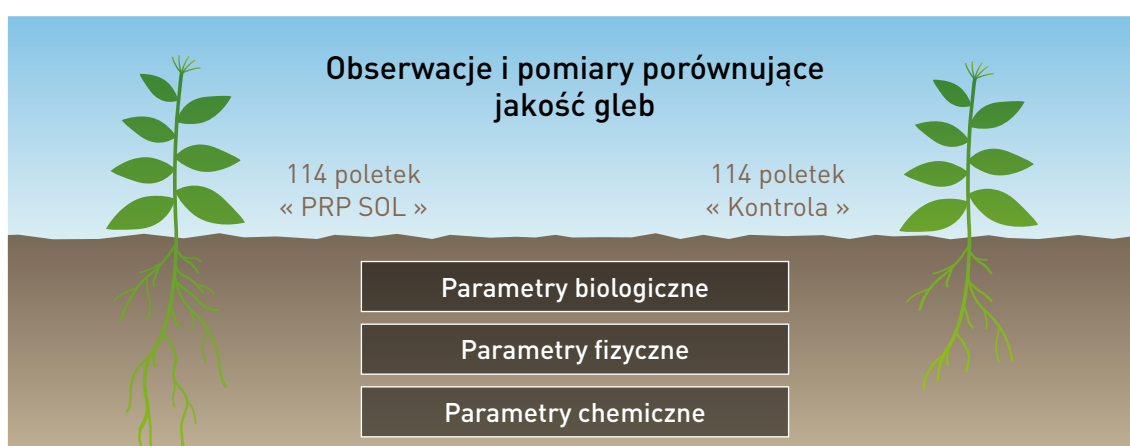 Obserwacje i pomiary porównujące
jakość gleb
114 poletek
« PRP SOL »
114 poletek
« Kontrola »
Parametry biologiczne
Parametry fizyczne
Parametry chemiczne